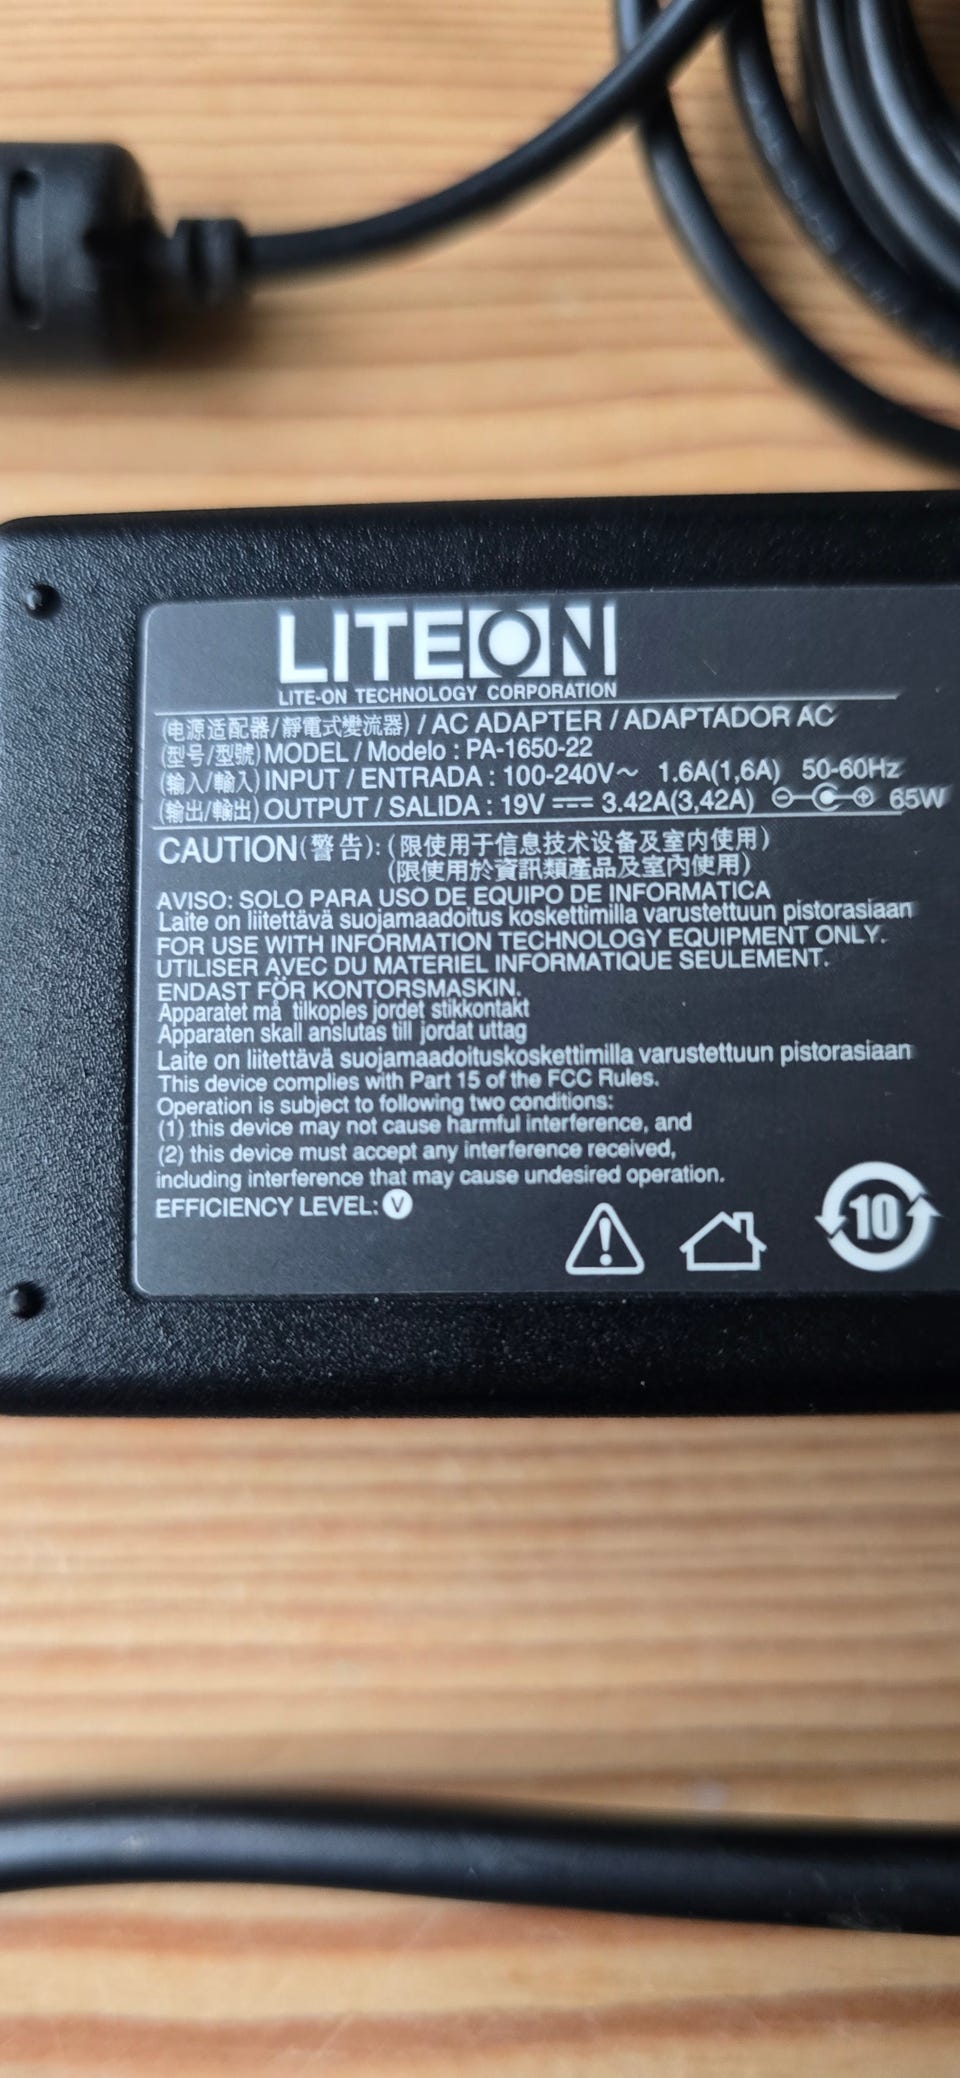 LITEON
LITE-ON TECHNOLOGY CORPORATION
(电源适配器/靜電式變流器) / AC ADAPTER / ADAPTADOR AC
(型号/型號) MODEL / Modelo : PA-1650-22
(输入/輸入) INPUT / ENTRADA : 100-240V~ 1.6A(1,6A) 50-60Hz
(输出/輸出) OUTPUT / SALIDA : 19V ⎓ 3.42A(3,42A) 65W
CAUTION(警告): (限使用于信息技术设备及室内使用)
(限使用於資訊類產品及室內使用)
AVISO: SOLO PARA USO DE EQUIPO DE INFORMATICA
Laite on liitettävä suojamaadoitus koskettimilla varustettuun pistorasiaan
FOR USE WITH INFORMATION TECHNOLOGY EQUIPMENT ONLY.
UTILISER AVEC DU MATERIEL INFORMATIQUE SEULEMENT.
ENDAST FÖR KONTORSMASKIN.
Apparatet må tilkoples jordet stikkontakt
Apparaten skall anslutas till jordat uttag
Laite on liitettävä suojamaadoituskoskettimilla varustettuun pistorasiaan
This device complies with Part 15 of the FCC Rules.
Operation is subject to following two conditions:
(1) this device may not cause harmful interference, and
(2) this device must accept any interference received,
including interference that may cause undesired operation.
EFFICIENCY LEVEL: V
10